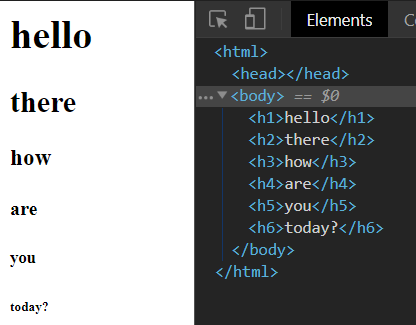 hello
there
how
are
you
today?
Elements
<html>
<head></head>
… <body> == $0
<h1>hello</h1>
<h2>there</h2>
<h3>how</h3>
<h4>are</h4>
<h5>you</h5>
<h6>today?</h6>
</body>
</html>